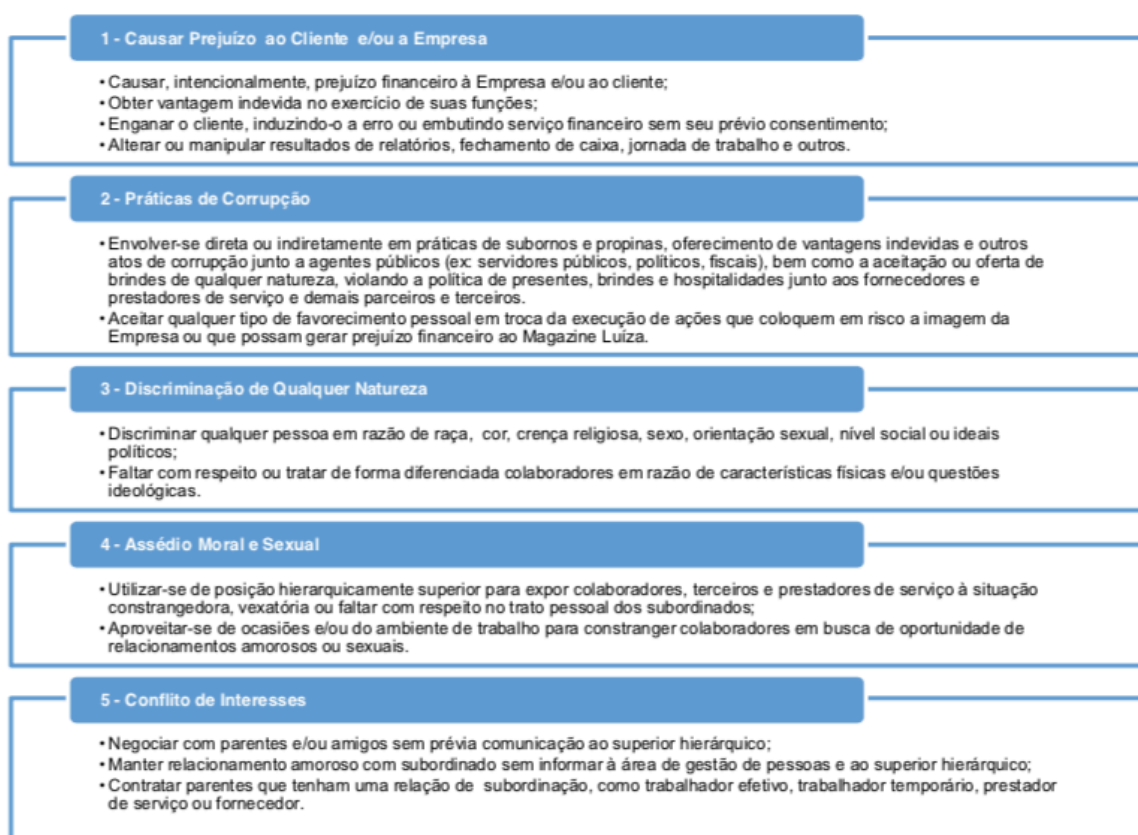 1 - Causar Prejuízo ao Cliente e/ou a Empresa
• Causar, intencionalmente, prejuízo financeiro à Empresa e/ou ao cliente;
• Obter vantagem indevida no exercício de suas funções;
• Enganar o cliente, induzindo-o a erro ou embutindo serviço financeiro sem seu prévio consentimento;
• Alterar ou manipular resultados de relatórios, fechamento de caixa, jornada de trabalho e outros.
2 - Práticas de Corrupção
• Envolver-se direta ou indiretamente em práticas de subornos e propinas, oferecimento de vantagens indevidas e outros
atos de corrupção junto a agentes públicos (ex: servidores públicos, políticos, fiscais), bem como a aceitação ou oferta de
brindes de qualquer natureza, violando a política de presentes, brindes e hospitalidades junto aos fornecedores e
prestadores de serviço e demais parceiros e terceiros.
• Aceitar qualquer tipo de favorecimento pessoal em troca da execução de ações que coloquem em risco a imagem da
Empresa ou que possam gerar prejuízo financeiro ao Magazine Luíza.
3 - Discriminação de Qualquer Natureza
• Discriminar qualquer pessoa em razão de raça, cor, crença religiosa, sexo, orientação sexual, nível social ou ideais
políticos;
• Faltar com respeito ou tratar de forma diferenciada colaboradores em razão de características físicas e/ou questões
ideológicas.
4 - Assédio Moral e Sexual
• Utilizar-se de posição hierarquicamente superior para expor colaboradores, terceiros e prestadores de serviço à situação
constrangedora, vexatória ou faltar com respeito no trato pessoal dos subordinados;
• Aproveitar-se de ocasiões e/ou do ambiente de trabalho para constranger colaboradores em busca de oportunidade de
relacionamentos amorosos ou sexuais.
5 - Conflito de Interesses
• Negociar com parentes e/ou amigos sem prévia comunicação ao superior hierárquico;
• Manter relacionamento amoroso com subordinado sem informar à área de gestão de pessoas e ao superior hierárquico;
• Contratar parentes que tenham uma relação de subordinação, como trabalhador efetivo, trabalhador temporário, prestador
de serviço ou fornecedor.